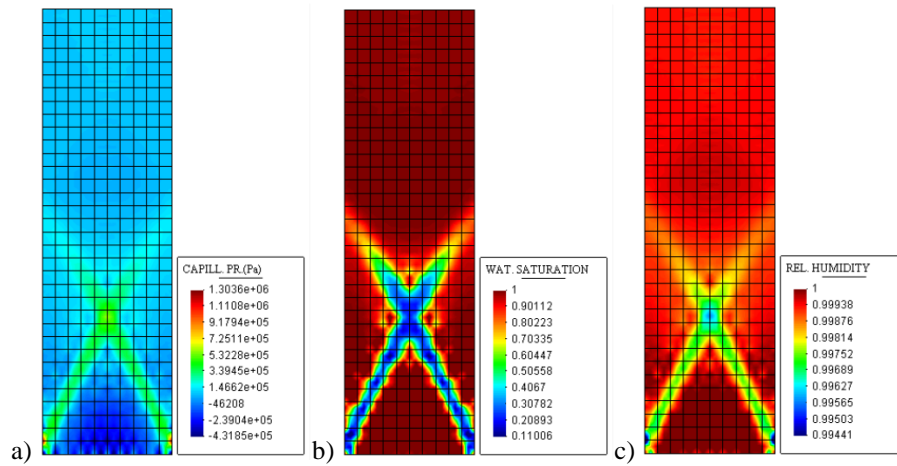 CAPILL. PR.(Pa)
1.3036e+06
1.1108e+06
9.1794e+05
7.2511e+05
5.3228e+05
3.3945e+05
1.4662e+05
-46208
-2.3904e+05
-4.3185e+05
a)
WAT. SATURATION
1
0.90112
0.80223
0.70335
0.60447
0.50558
0.4067
0.30782
0.20893
0.11006
b)
REL. HUMIDITY
1
0.99938
0.99876
0.99814
0.99752
0.99689
0.99627
0.99565
0.99503
0.99441
c)